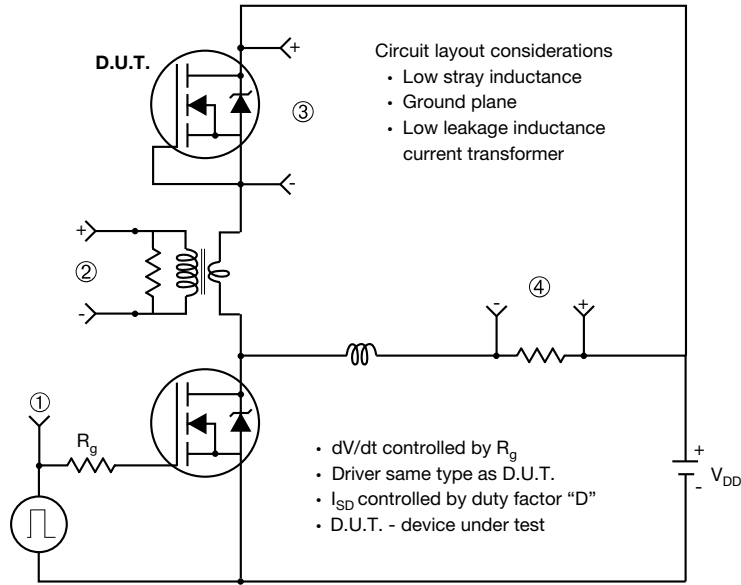 D.U.T.
+
Circuit layout considerations
• Low stray inductance
• Ground plane
• Low leakage inductance
current transformer
③
-
+
②
-
④
-
+
①
R_g
• dV/dt controlled by R_g
• Driver same type as D.U.T.
• I_SD controlled by duty factor “D”
• D.U.T. - device under test
+
-
V_DD